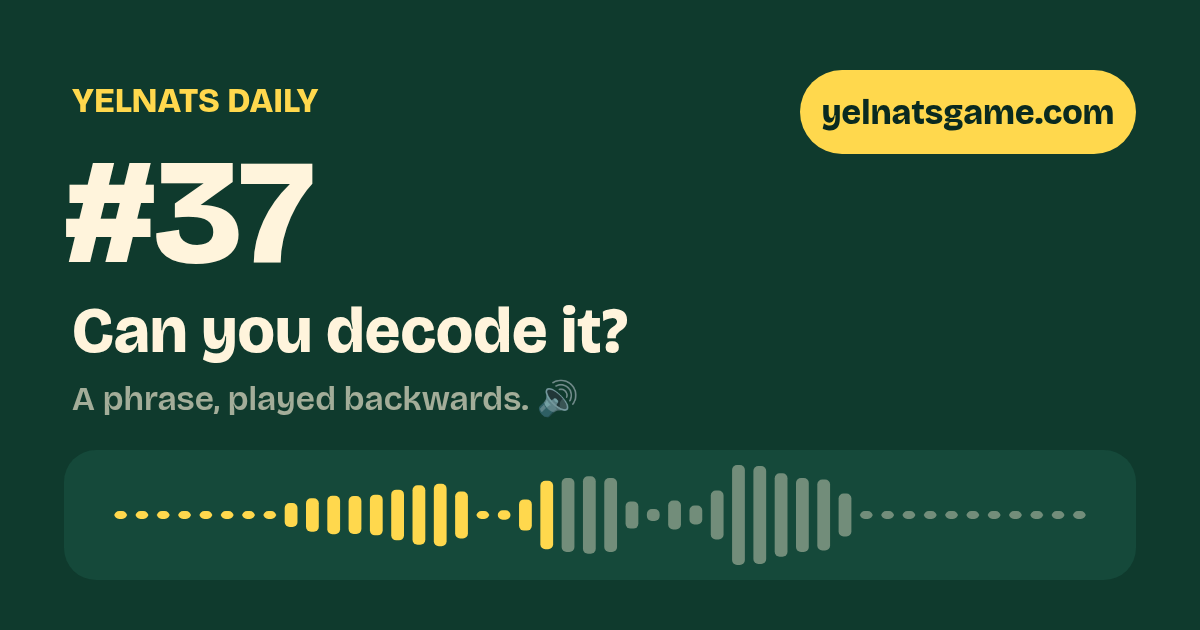 YELNATS DAILY
yelnatsgame.com
#37
Can you decode it?
A phrase, played backwards. 🔊